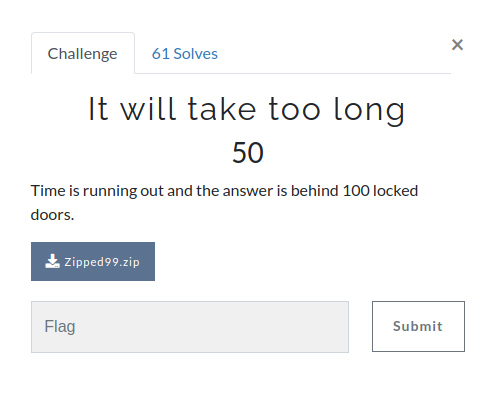 Challenge
61 Solves
×
It will take too long
50
Time is running out and the answer is behind 100 locked
doors.
Zipped99.zip
Flag
Submit